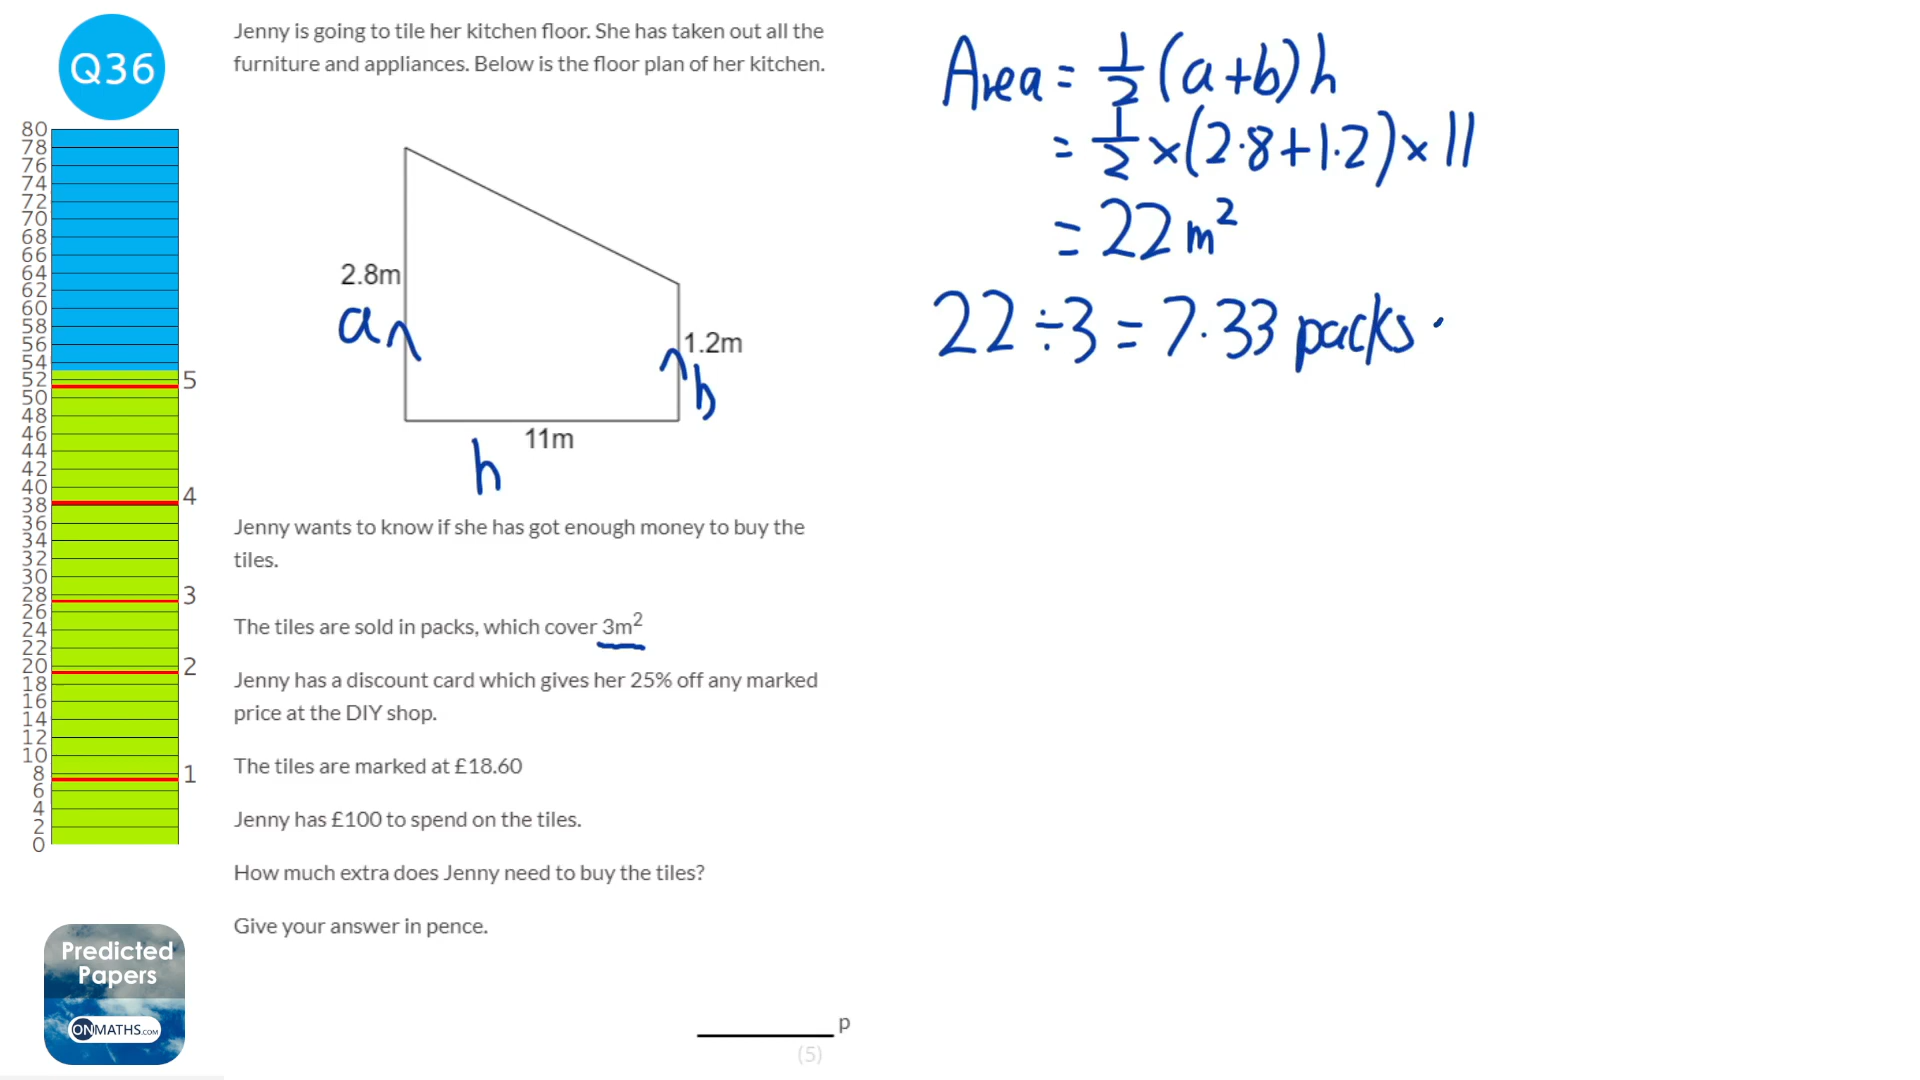 Q36
Jenny is going to tile her kitchen floor. She has taken out all the
furniture and appliances. Below is the floor plan of her kitchen.
80
78
76
74
72
70
68
66
64
62
60
58
56
54
52
50
48
46
44
42
40
38
36
34
32
30
28
26
24
22
20
18
16
14
12
10
8
6
4
2
0
5
4
3
2
1
2.8m
a
1.2m
b
11m
h
Jenny wants to know if she has got enough money to buy the
tiles.
The tiles are sold in packs, which cover 3m²
Jenny has a discount card which gives her 25% off any marked
price at the DIY shop.
The tiles are marked at £18.60
Jenny has £100 to spend on the tiles.
How much extra does Jenny need to buy the tiles?
Give your answer in pence.
p
(5)
Predicted
Papers
ONMATHS.COM
Area = ½ (a+b) h
= ½ × (2.8 + 1.2) × 11
= 22 m²
22 ÷ 3 = 7.33 packs .